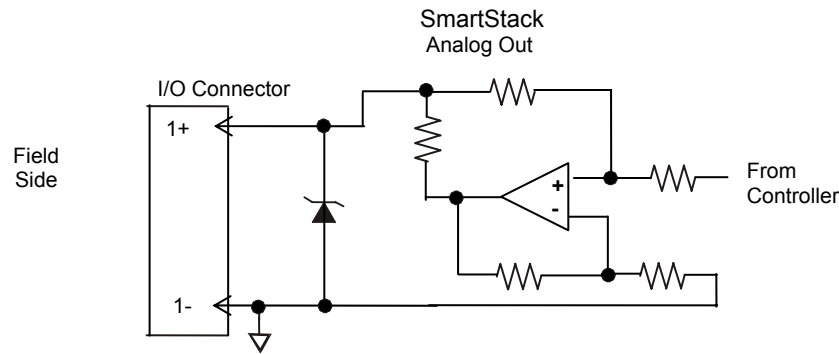 SmartStack
Analog Out
I/O Connector
1+
Field
Side
From
Controller
+
-
1-